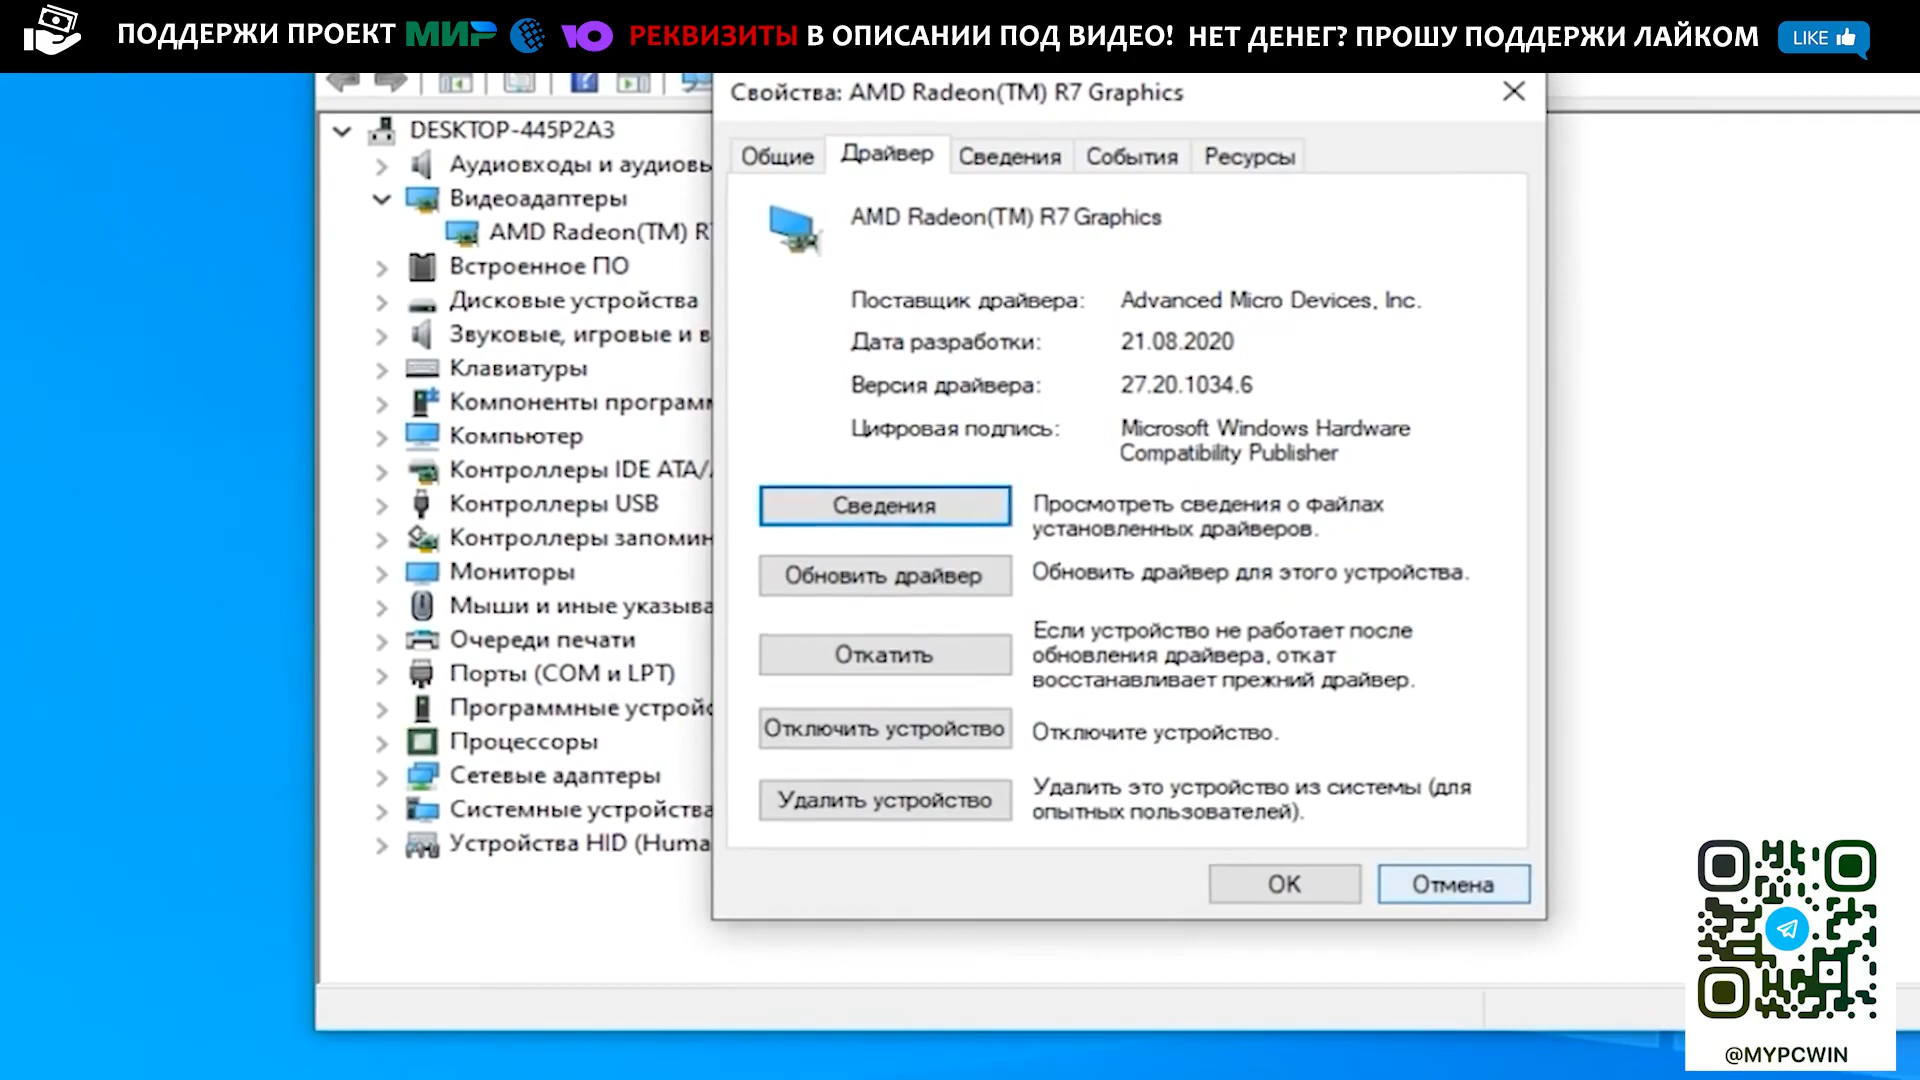 ПОДДЕРЖИ ПРОЕКТ МИР Ю РЕКВИЗИТЫ В ОПИСАНИИ ПОД ВИДЕО! НЕТ ДЕНЕГ? ПРОШУ ПОДДЕРЖИ ЛАЙКОМ LIKE
Свойства: AMD Radeon(TM) R7 Graphics
DESKTOP-445P2A3
Аудиовходы и аудиовы
Видеоадаптеры
AMD Radeon(TM) R7
Встроенное ПО
Дисковые устройства
Звуковые, игровые и в
Клавиатуры
Компоненты програмm
Компьютер
Контроллеры IDE ATA/
Контроллеры USB
Контроллеры запомин
Мониторы
Мыши и иные указыва
Очереди печати
Порты (COM и LPT)
Программные устройс
Процессоры
Сетевые адаптеры
Системные устройства
Устройства HID (Huma
Общие Драйвер Сведения События Ресурсы
AMD Radeon(TM) R7 Graphics
Поставщик драйвера: Advanced Micro Devices, Inc.
Дата разработки: 21.08.2020
Версия драйвера: 27.20.1034.6
Цифровая подпись: Microsoft Windows Hardware
Compatibility Publisher
Сведения
Просмотреть сведения о файлах
установленных драйверов.
Обновить драйвер
Обновить драйвер для этого устройства.
Откатить
Если устройство не работает после
обновления драйвера, откат
восстанавливает прежний драйвер.
Отключить устройство
Отключите устройство.
Удалить устройство
Удалить это устройство из системы (для
опытных пользователей).
OK Отмена
@MYPCWIN